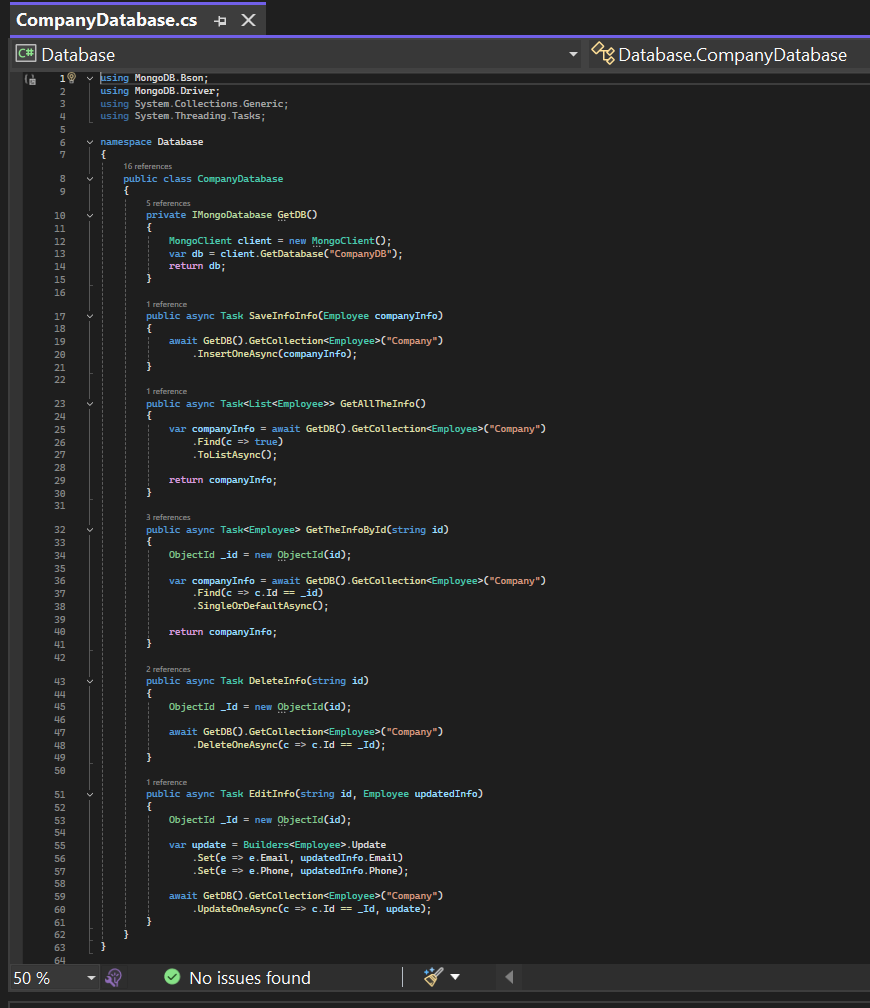 CompanyDatabase.cs
C# Database Database.CompanyDatabase
1 using MongoDB.Bson;
2 using MongoDB.Driver;
3 using System.Collections.Generic;
4 using System.Threading.Tasks;
5
6 namespace Database
7 {
16 references
8 public class CompanyDatabase
9 {
5 references
10 private IMongoDatabase GetDB()
11 {
12 MongoClient client = new MongoClient();
13 var db = client.GetDatabase("CompanyDB");
14 return db;
15 }
16
1 reference
17 public async Task SaveInfoInfo(Employee companyInfo)
18 {
19 await GetDB().GetCollection<Employee>("Company")
20 .InsertOneAsync(companyInfo);
21 }
22
1 reference
23 public async Task<List<Employee>> GetAllTheInfo()
24 {
25 var companyInfo = await GetDB().GetCollection<Employee>("Company")
26 .Find(c => true)
27 .ToListAsync();
28
29 return companyInfo;
30 }
31
3 references
32 public async Task<Employee> GetTheInfoById(string id)
33 {
34 ObjectId _id = new ObjectId(id);
35
36 var companyInfo = await GetDB().GetCollection<Employee>("Company")
37 .Find(c => c.Id == _id)
38 .SingleOrDefaultAsync();
39
40 return companyInfo;
41 }
42
2 references
43 public async Task DeleteInfo(string id)
44 {
45 ObjectId _Id = new ObjectId(id);
46
47 await GetDB().GetCollection<Employee>("Company")
48 .DeleteOneAsync(c => c.Id == _Id);
49 }
50
1 reference
51 public async Task EditInfo(string id, Employee updatedInfo)
52 {
53 ObjectId _Id = new ObjectId(id);
54
55 var update = Builders<Employee>.Update
56 .Set(e => e.Email, updatedInfo.Email)
57 .Set(e => e.Phone, updatedInfo.Phone);
58
59 await GetDB().GetCollection<Employee>("Company")
60 .UpdateOneAsync(c => c.Id == _Id, update);
61 }
62 }
63 }
64
50 % No issues found